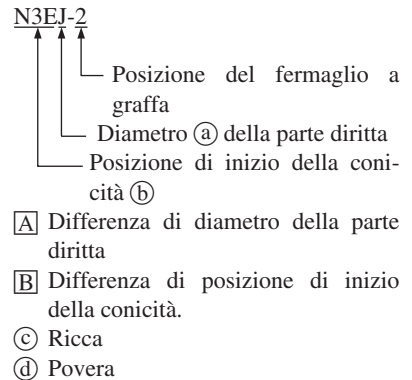 N3EJ-2
Posizione del fermaglio a
graffa
Diametro ⓐ della parte diritta
Posizione di inizio della coni-
cità ⓑ
A Differenza di diametro della parte
diritta
B Differenza di posizione di inizio
della conicità.
ⓒ Ricca
ⓓ Povera